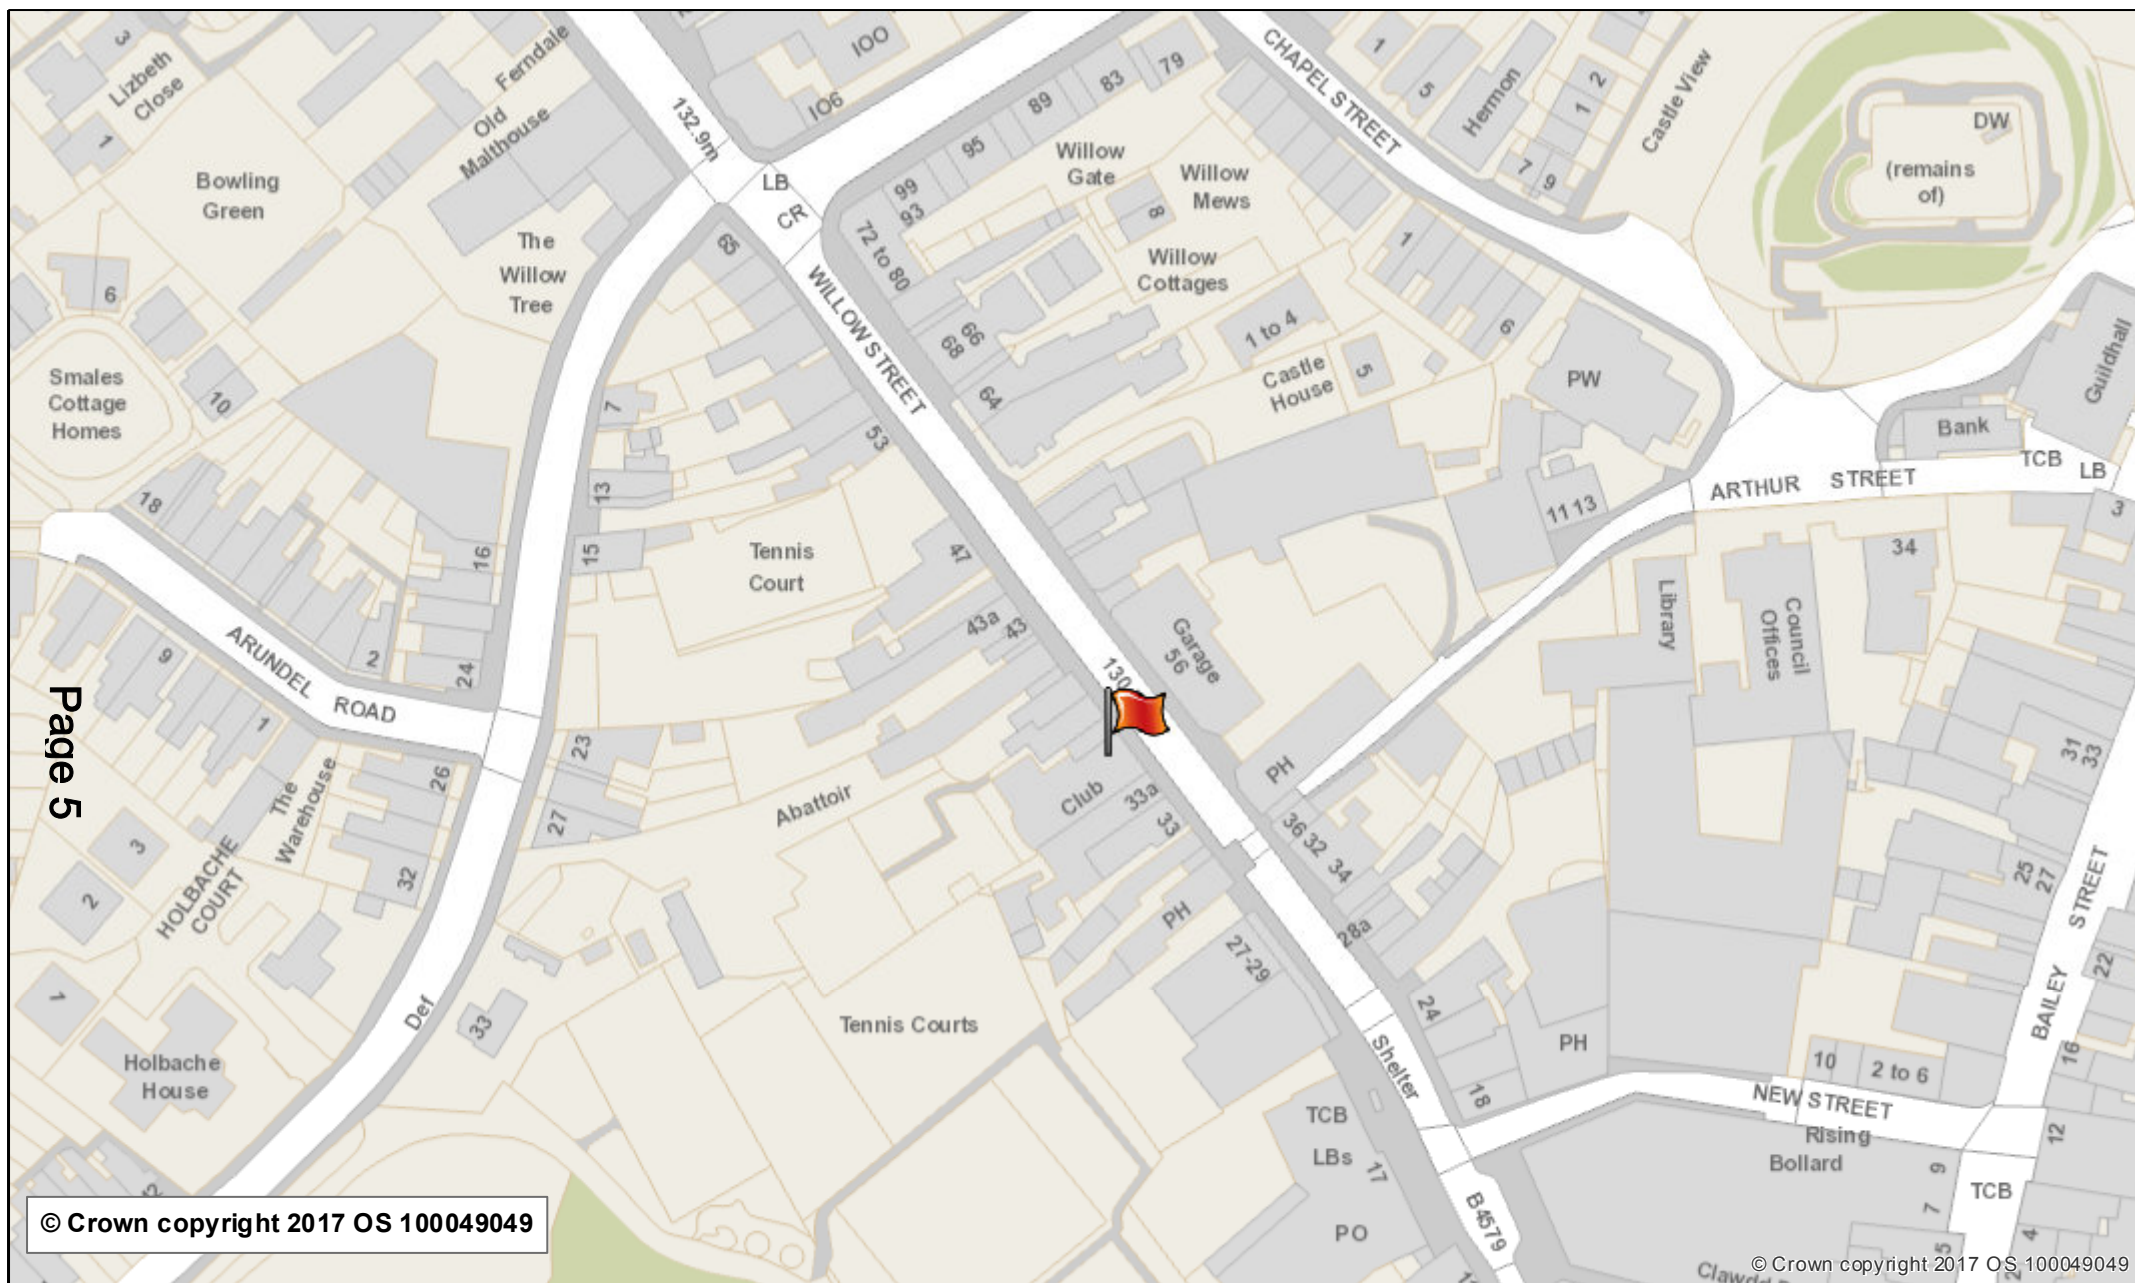 3
Lizbeth
Close
1
Bowling
Green
Ferndale
Old
Malthouse
The
Willow
Tree
132.9m
100
106
LB
CR
65
99
93
95
89
83
79
72 to 80
Willow
Gate
Willow
Mews
8
Willow
Cottages
66
68
64
1 to 4
Castle
House
5
CHAPEL STREET
1
5
Hermon
2
1
7
9
Castle View
DW
(remains
of)
1
6
PW
Guildhall
Bank
TCB
LB
3
ARTHUR STREET
11 13
34
Library
Council
Offices
6
Smales
Cottage
Homes
10
18
16
2
24
ARUNDEL ROAD
9
1
7
13
15
53
WILLOW STREET
Tennis
Court
47
43a
43
Garage
56
130
23
27
Abattoir
Club
33a
33
PH
PH
36
32
34
28a
27-29
24
18
PH
Shelter
31
33
25
27
22
BAILEY STREET
16
10
2 to 6
NEW STREET
Rising
Bollard
12
9
7
TCB
5
4
The
Warehouse
26
32
HOLBACHE
COURT
3
2
1
Def
33
Holbache
House
Tennis Courts
TCB
LBs
17
PO
B4579
Page 5
© Crown copyright 2017 OS 100049049
© Crown copyright 2017 OS 100049049